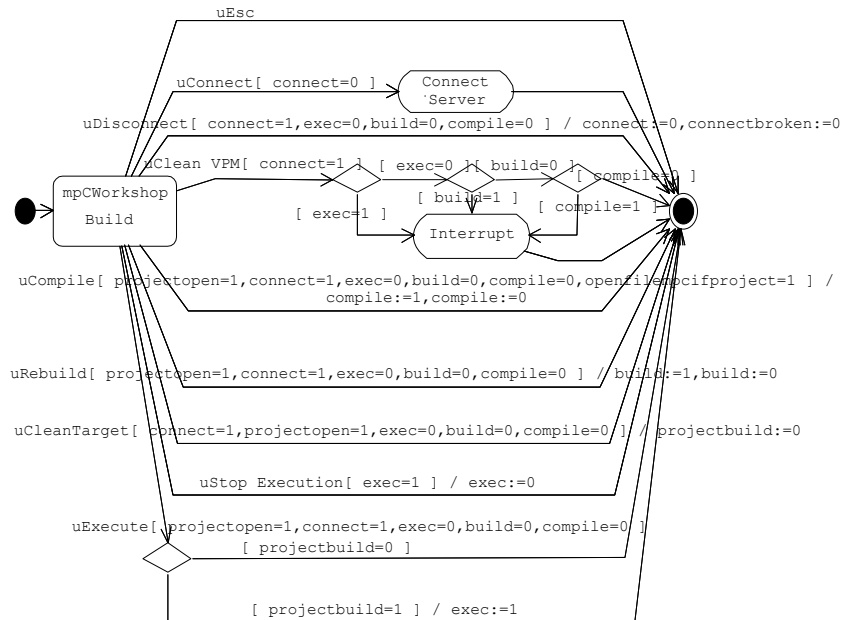 uEsc
uConnect[ connect=0 ]
Connect
Server
uDisconnect[ connect=1,exec=0,build=0,compile=0 ] / connect:=0,connectbroken:=0
uClean VPM[ connect=1 ]
[ exec=0 ]
[ build=0 ]
[ compile=0 ]
mpCWorkshop
Build
[ exec=1 ]
[ build=1 ]
[ compile=1 ]
Interrupt
uCompile[ projectopen=1,connect=1,exec=0,build=0,compile=0,openfilempcifproject=1 ] /
compile:=1,compile:=0
uRebuild[ projectopen=1,connect=1,exec=0,build=0,compile=0 ] / build:=1,build:=0
uCleanTarget[ connect=1,projectopen=1,exec=0,build=0,compile=0 ] / projectbuild:=0
uStop Execution[ exec=1 ] / exec:=0
uExecute[ projectopen=1,connect=1,exec=0,build=0,compile=0 ]
[ projectbuild=0 ]
[ projectbuild=1 ] / exec:=1